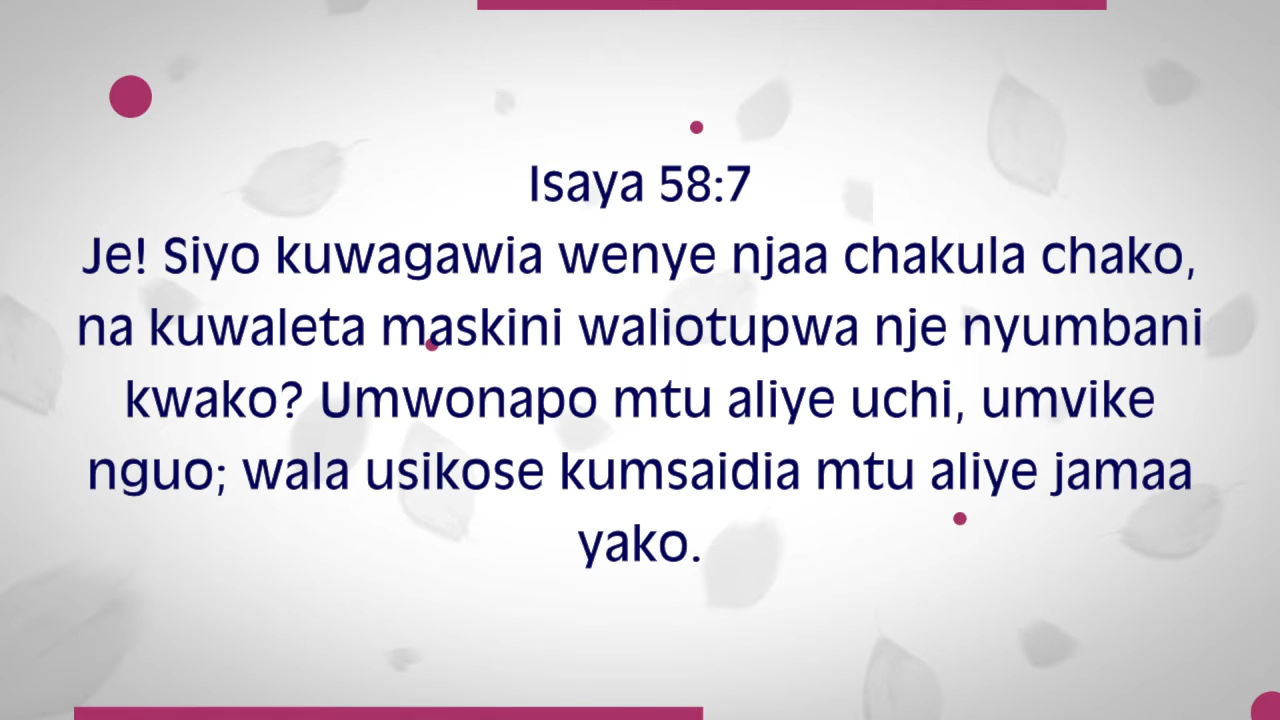 Isaya 58:7
Je! Siyo kuwagawia wenye njaa chakula chako,
na kuwaleta maskini waliotupwa nje nyumbani
kwako? Umwonapo mtu aliye uchi, umvike
nguo; wala usikose kumsaidia mtu aliye jamaa
yako.